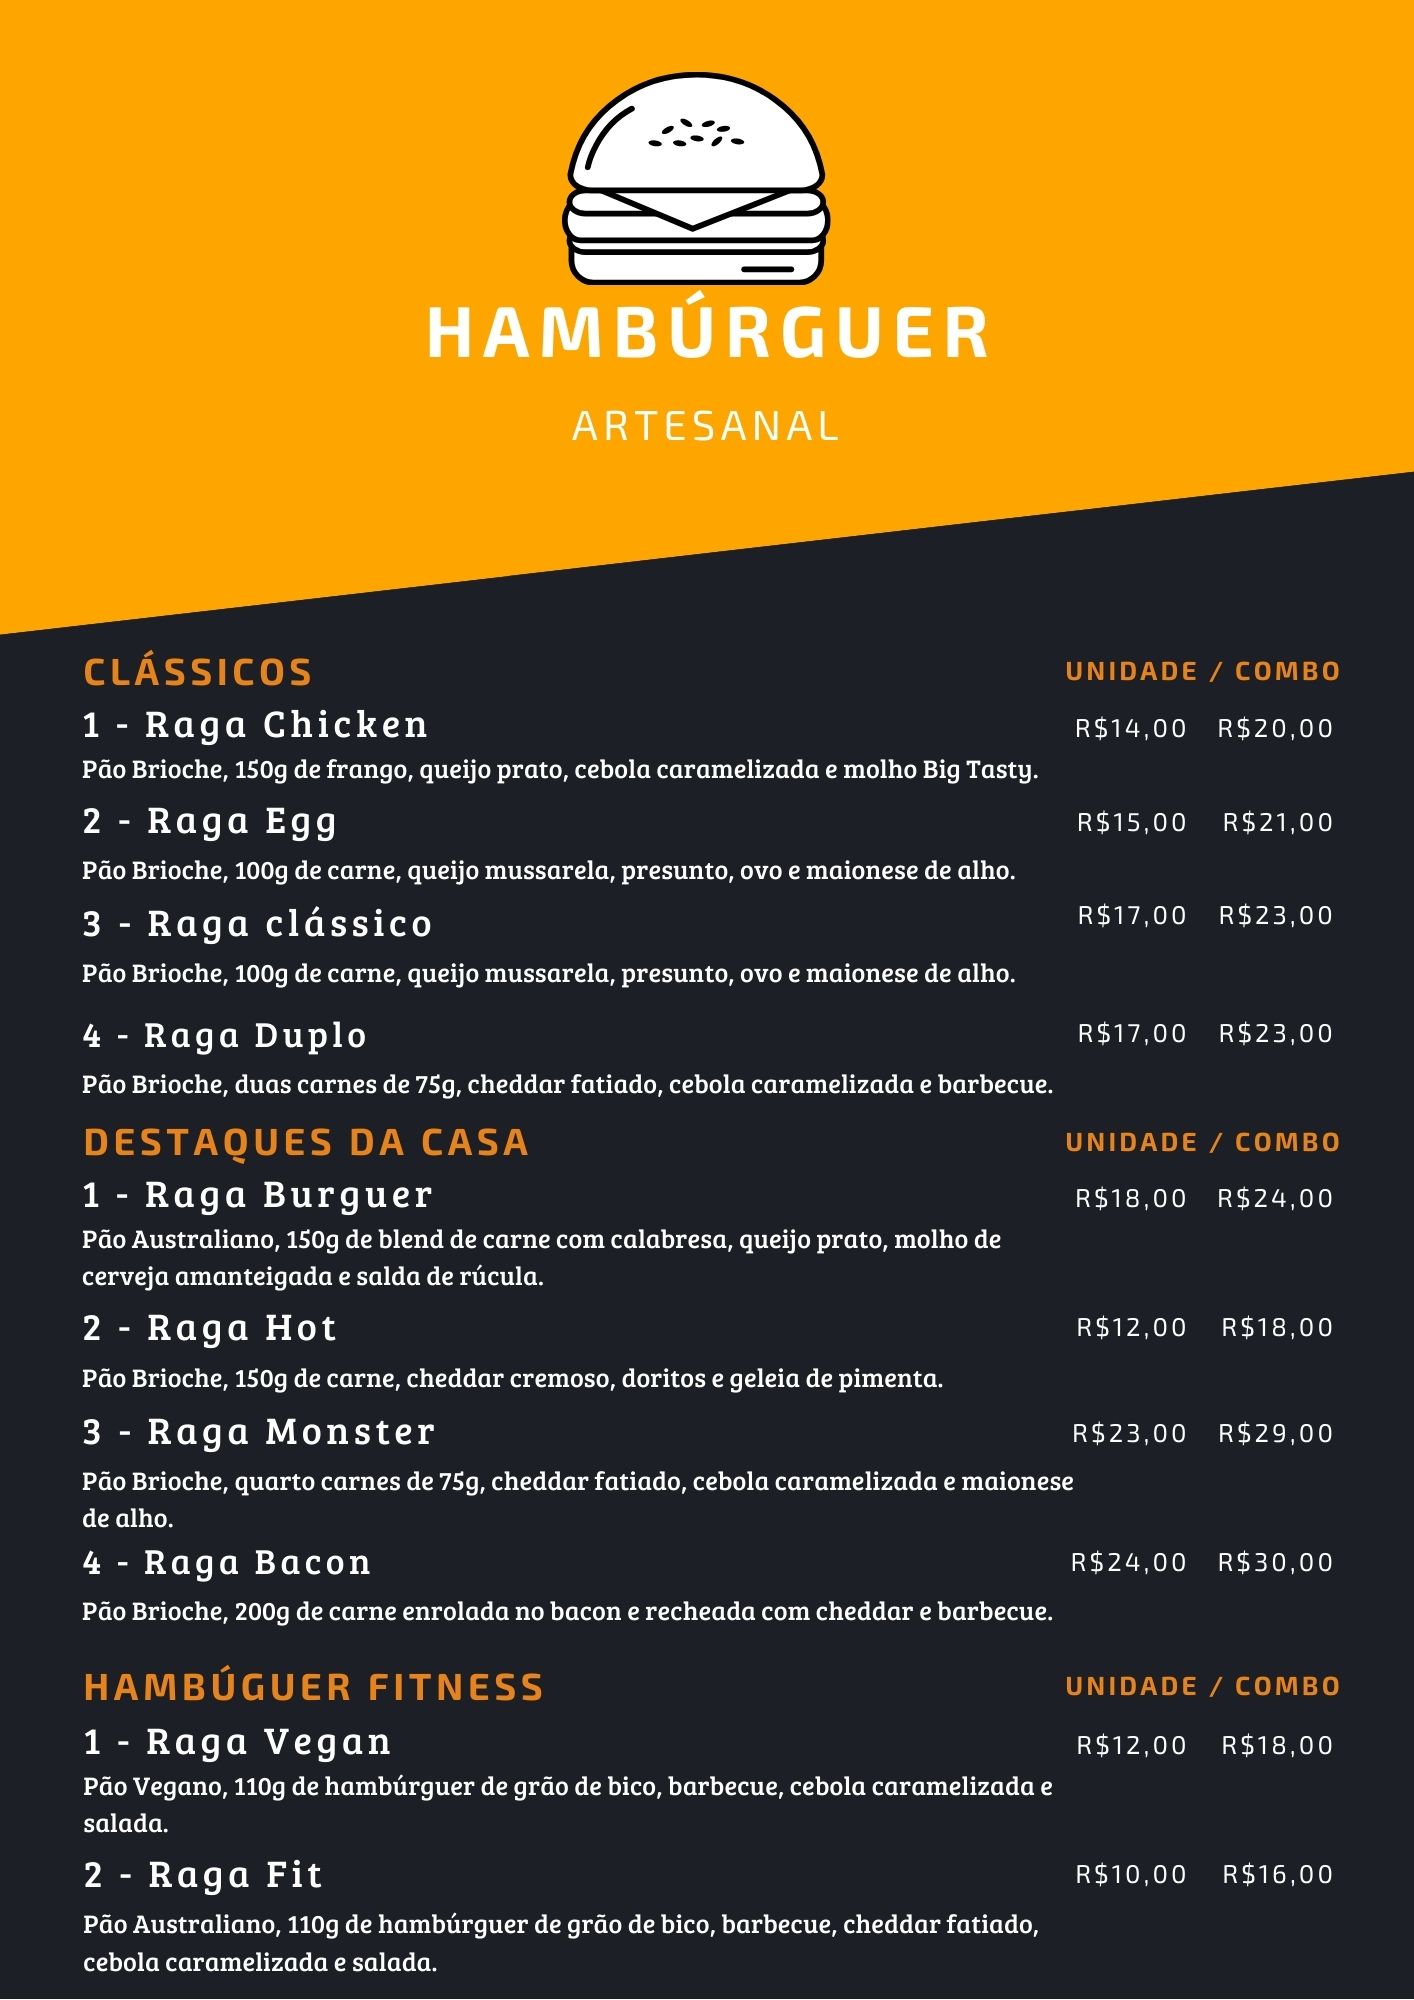 HAMBÚRGUER
ARTESANAL
CLÁSSICOS UNIDADE / COMBO
1 - Raga Chicken R$14,00 R$20,00
Pão Brioche, 150g de frango, queijo prato, cebola caramelizada e molho Big Tasty.
2 - Raga Egg R$15,00 R$21,00
Pão Brioche, 100g de carne, queijo mussarela, presunto, ovo e maionese de alho.
3 - Raga clássico R$17,00 R$23,00
Pão Brioche, 100g de carne, queijo mussarela, presunto, ovo e maionese de alho.
4 - Raga Duplo R$17,00 R$23,00
Pão Brioche, duas carnes de 75g, cheddar fatiado, cebola caramelizada e barbecue.
DESTAQUES DA CASA UNIDADE / COMBO
1 - Raga Burguer R$18,00 R$24,00
Pão Australiano, 150g de blend de carne com calabresa, queijo prato, molho de
cerveja amanteigada e salda de rúcula.
2 - Raga Hot R$12,00 R$18,00
Pão Brioche, 150g de carne, cheddar cremoso, doritos e geleia de pimenta.
3 - Raga Monster R$23,00 R$29,00
Pão Brioche, quarto carnes de 75g, cheddar fatiado, cebola caramelizada e maionese
de alho.
4 - Raga Bacon R$24,00 R$30,00
Pão Brioche, 200g de carne enrolada no bacon e recheada com cheddar e barbecue.
HAMBÚGUER FITNESS UNIDADE / COMBO
1 - Raga Vegan R$12,00 R$18,00
Pão Vegano, 110g de hambúrguer de grão de bico, barbecue, cebola caramelizada e
salada.
2 - Raga Fit R$10,00 R$16,00
Pão Australiano, 110g de hambúrguer de grão de bico, barbecue, cheddar fatiado,
cebola caramelizada e salada.